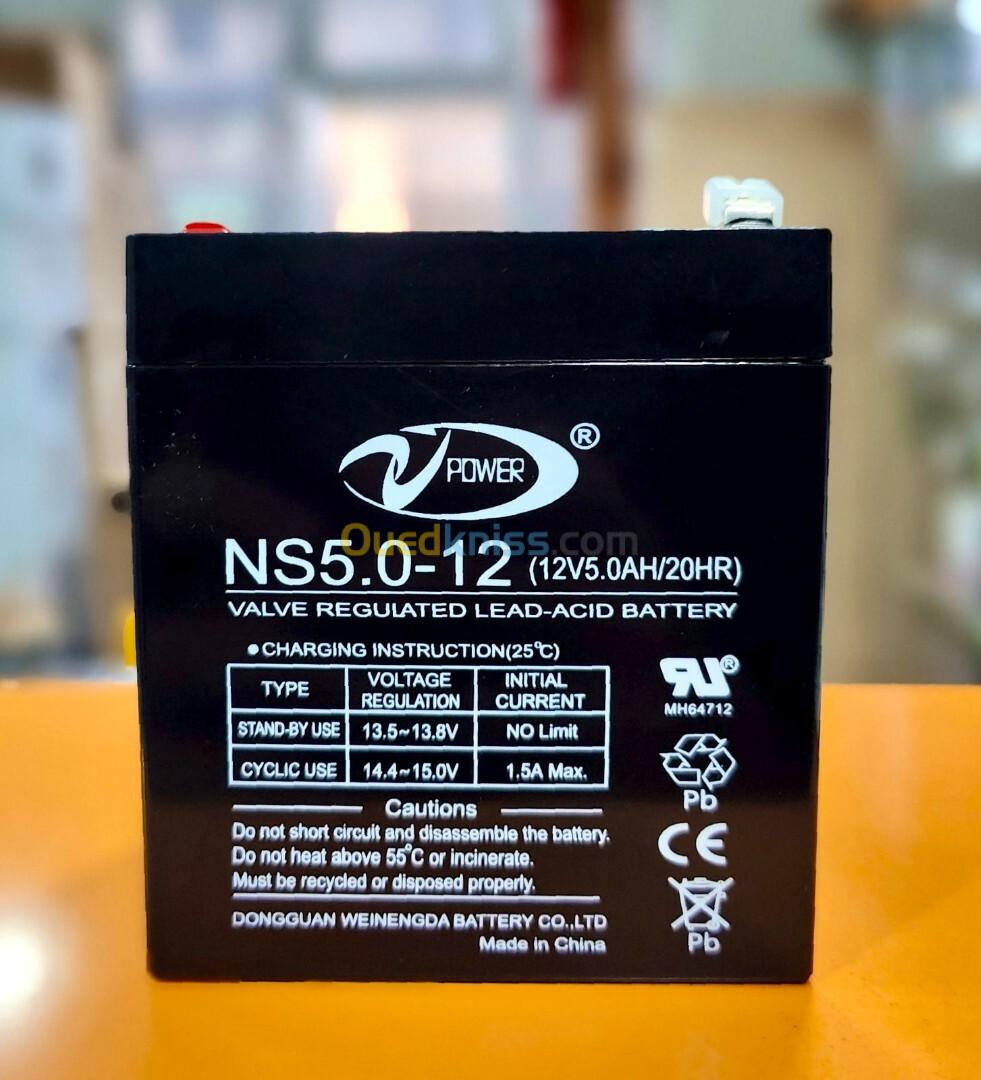 POWER ®
NS5.0-12 (12V5.0AH/20HR)
Ouedkniss.com
VALVE REGULATED LEAD-ACID BATTERY
●CHARGING INSTRUCTION(25℃)
TYPE VOLTAGE REGULATION INITIAL CURRENT
STAND-BY USE 13.5~13.8V NO Limit
CYCLIC USE 14.4~15.0V 1.5A Max.
Cautions
Do not short circuit and disassemble the battery.
Do not heat above 55℃ or incinerate.
Must be recycled or disposed properly.
DONGGUAN WEINENGDA BATTERY CO.,LTD
Made in China
RU®
MH64712
Pb
CE
Pb